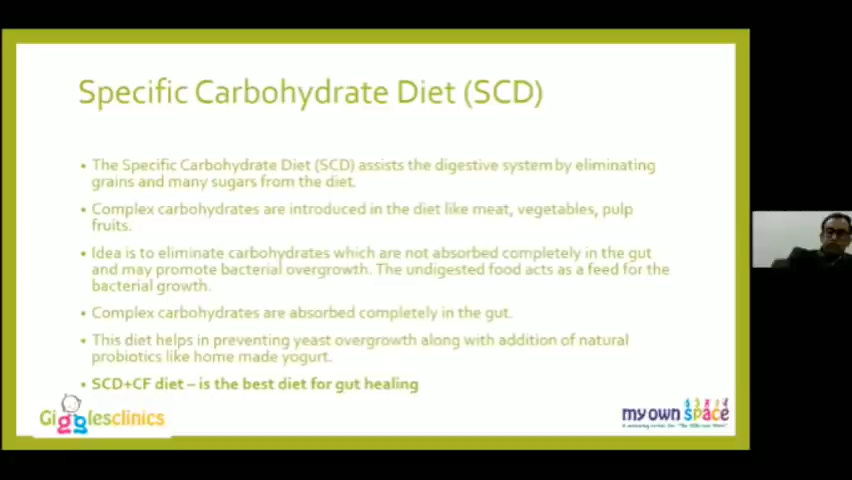 Specific Carbohydrate Diet (SCD)
• The Specific Carbohydrate Diet (SCD) assists the digestive system by eliminating
grains and many sugars from the diet.
• Complex carbohydrates are introduced in the diet like meat, vegetables, pulp
fruits.
• Idea is to eliminate carbohydrates which are not absorbed completely in the gut
and may promote bacterial overgrowth. The undigested food acts as a feed for the
bacterial growth.
• Complex carbohydrates are absorbed completely in the gut.
• This diet helps in preventing yeast overgrowth along with addition of natural
probiotics like home made yogurt.
• SCD+CF diet – is the best diet for gut healing
Gigglesclinics
my own space